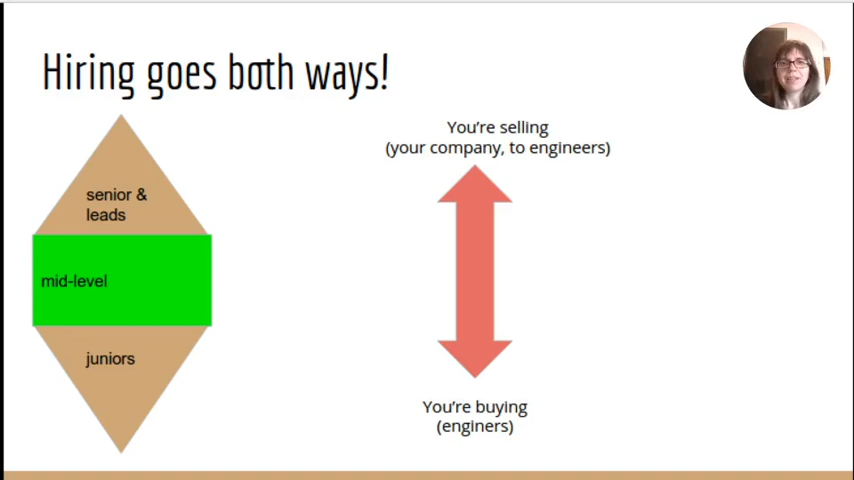 Hiring goes both ways!
You're selling
(your company, to engineers)
senior &
leads
mid-level
juniors
You're buying
(enginers)